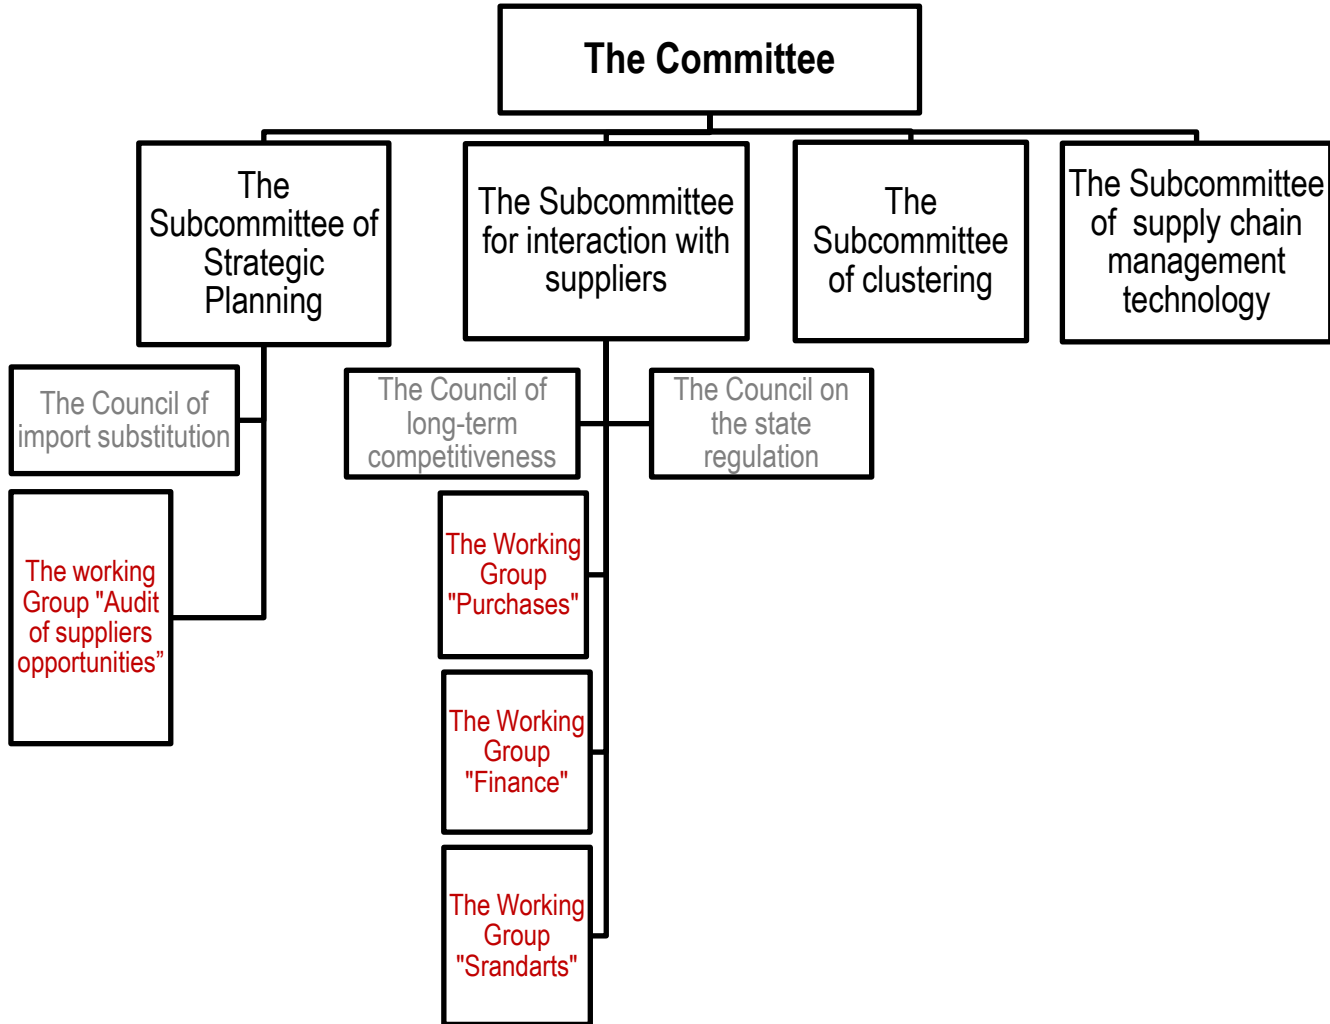 The Committee
The
Subcommittee of
Strategic
Planning
The Subcommittee
for interaction with
suppliers
The
Subcommittee
of clustering
The Subcommittee
of supply chain
management
technology
The Council of
import substitution
The Council of
long-term
competitiveness
The Council on
the state
regulation
The working
Group "Audit
of suppliers
opportunities”
The Working
Group
"Purchases"
The Working
Group
"Finance"
The Working
Group
"Srandarts"